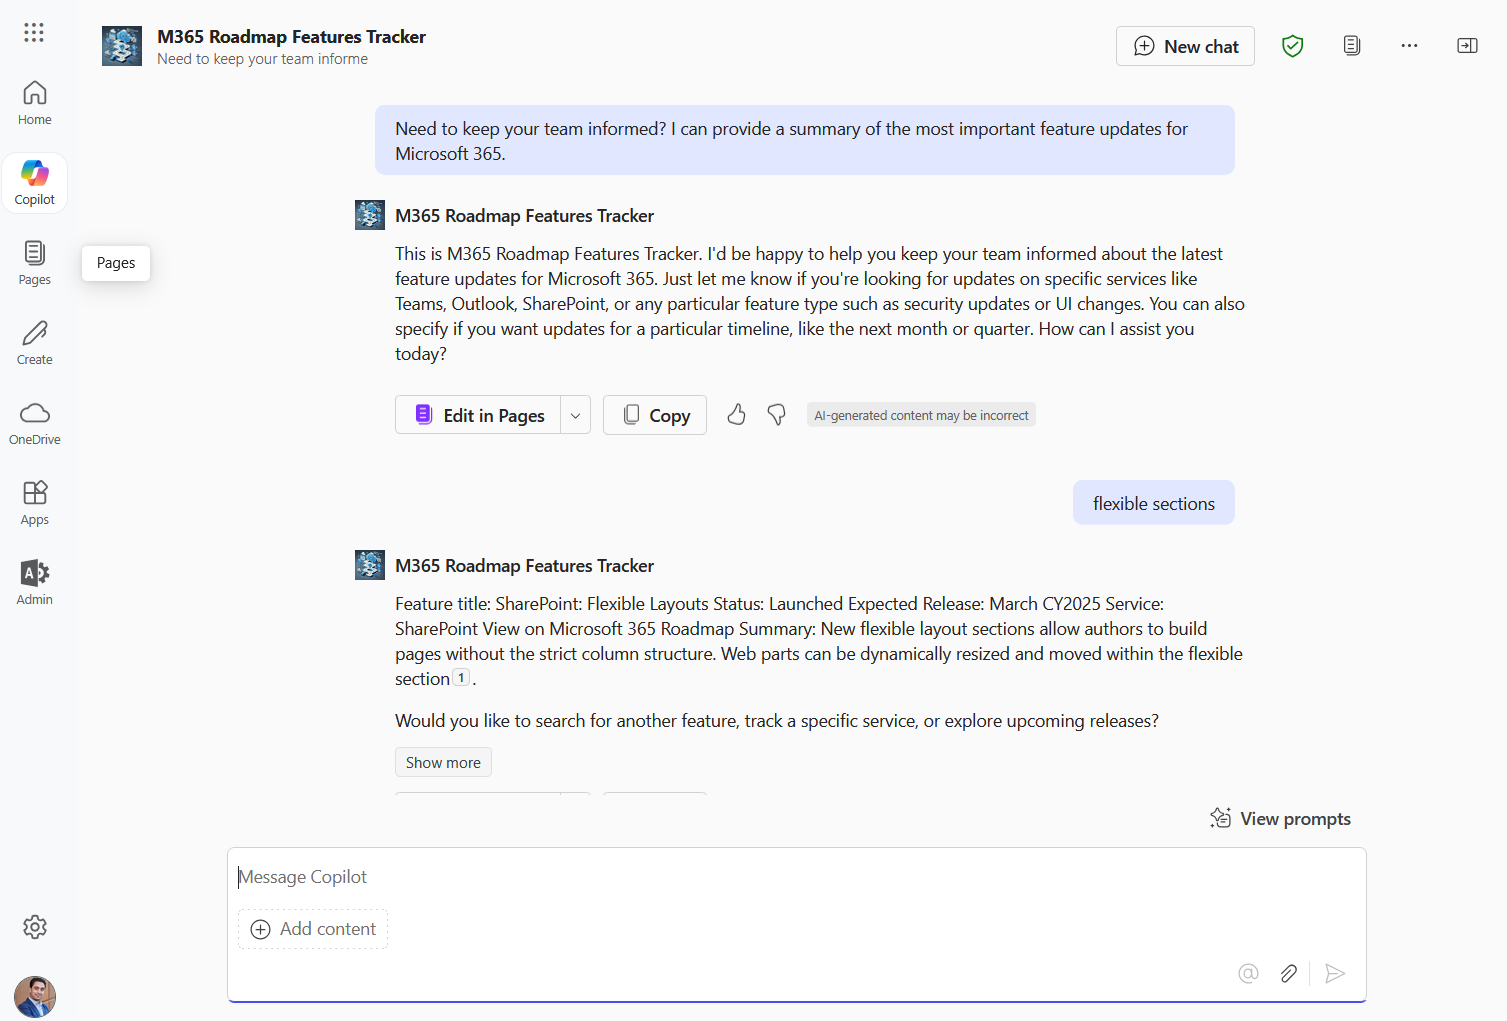 M365 Roadmap Features Tracker
Need to keep your team informe
New chat
Home
Copilot
Pages
Pages
Create
OneDrive
Apps
Admin
Need to keep your team informed? I can provide a summary of the most important feature updates for
Microsoft 365.
M365 Roadmap Features Tracker
This is M365 Roadmap Features Tracker. I'd be happy to help you keep your team informed about the latest
feature updates for Microsoft 365. Just let me know if you're looking for updates on specific services like
Teams, Outlook, SharePoint, or any particular feature type such as security updates or UI changes. You can also
specify if you want updates for a particular timeline, like the next month or quarter. How can I assist you
today?
Edit in Pages
Copy
AI-generated content may be incorrect
flexible sections
M365 Roadmap Features Tracker
Feature title: SharePoint: Flexible Layouts Status: Launched Expected Release: March CY2025 Service:
SharePoint View on Microsoft 365 Roadmap Summary: New flexible layout sections allow authors to build
pages without the strict column structure. Web parts can be dynamically resized and moved within the flexible
section 1 .
Would you like to search for another feature, track a specific service, or explore upcoming releases?
Show more
View prompts
Message Copilot
Add content